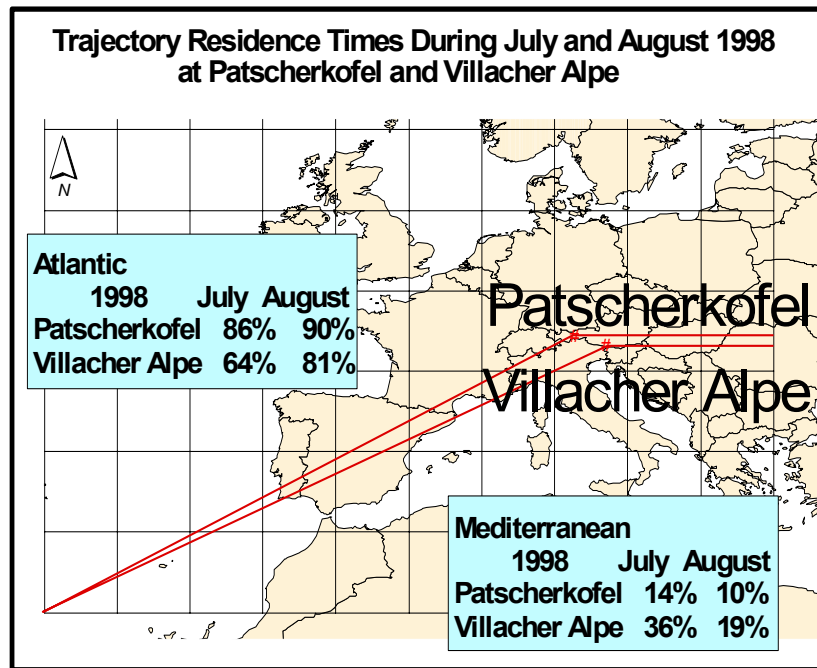 Trajectory Residence Times During July and August 1998
at Patscherkofel and Villacher Alpe
N
Atlantic
1998 July August
Patscherkofel 86% 90%
Villacher Alpe 64% 81%
Patscherkofel
#
#
Villacher Alpe
Mediterranean
1998 July August
Patscherkofel 14% 10%
Villacher Alpe 36% 19%